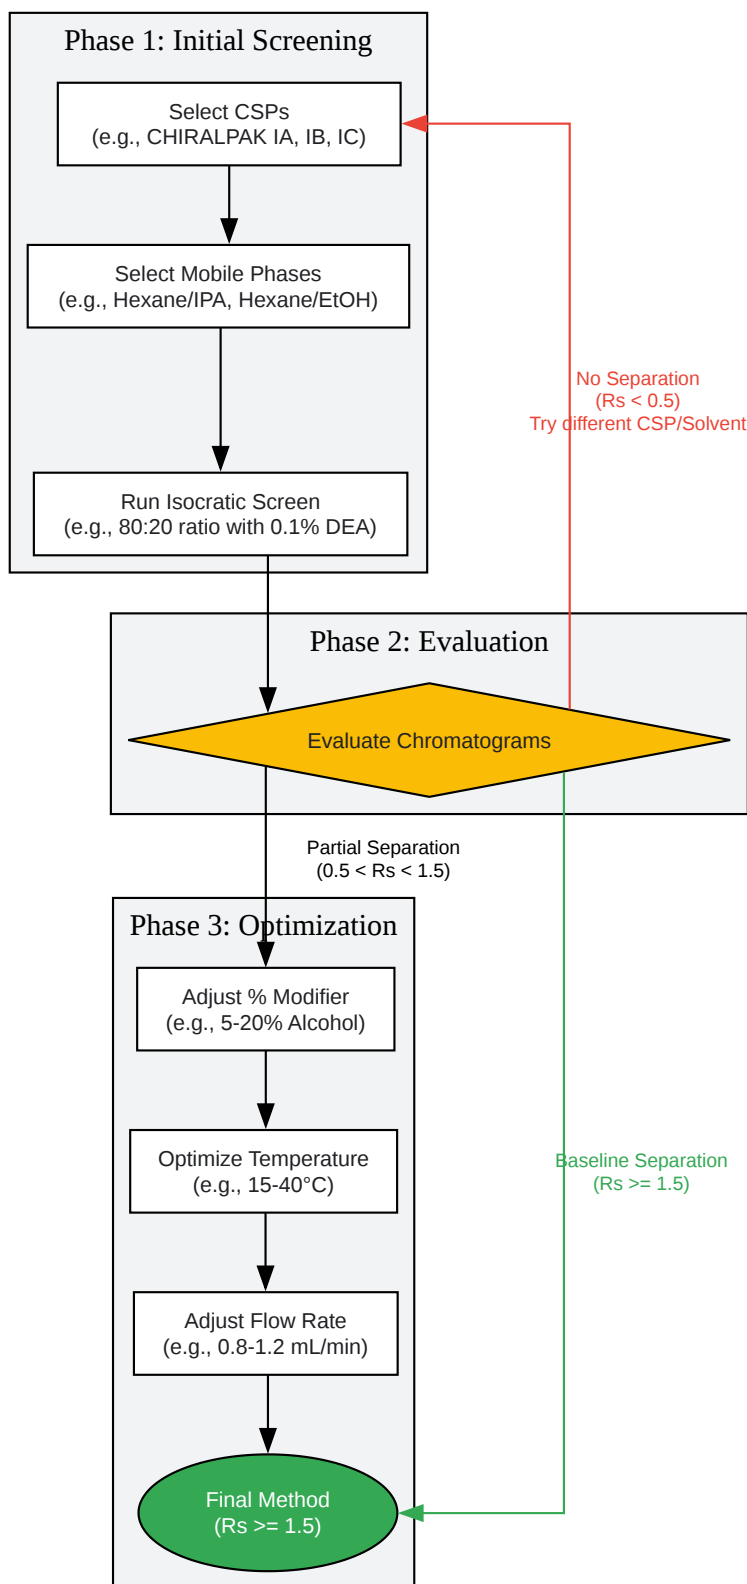 Phase 1: Initial Screening
Select CSPs
(e.g., CHIRALPAK IA, IB, IC)
Select Mobile Phases
(e.g., Hexane/IPA, Hexane/EtOH)
No Separation
(Rs < 0.5)
Try different CSP/Solvent
Run Isocratic Screen
(e.g., 80:20 ratio with 0.1% DEA)
Phase 2: Evaluation
Evaluate Chromatograms
Partial Separation
(0.5 < Rs < 1.5)
Phase 3: Optimization
Adjust % Modifier
(e.g., 5-20% Alcohol)
Optimize Temperature
(e.g., 15-40°C)
Baseline Separation
(Rs >= 1.5)
Adjust Flow Rate
(e.g., 0.8-1.2 mL/min)
Final Method
(Rs >= 1.5)